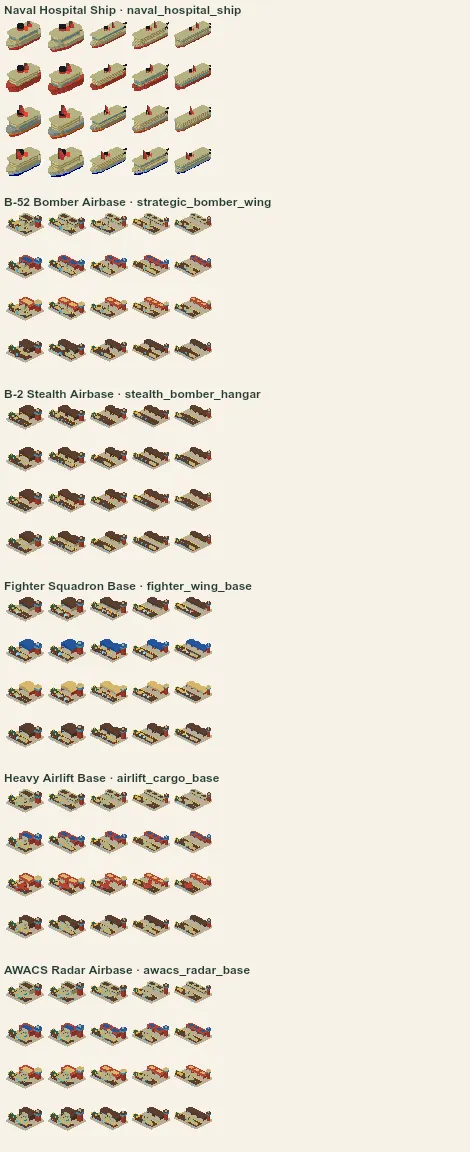 Naval Hospital Ship · naval_hospital_ship
B-52 Bomber Airbase · strategic_bomber_wing
B-2 Stealth Airbase · stealth_bomber_hangar
Fighter Squadron Base · fighter_wing_base
Heavy Airlift Base · airlift_cargo_base
AWACS Radar Airbase · awacs_radar_base